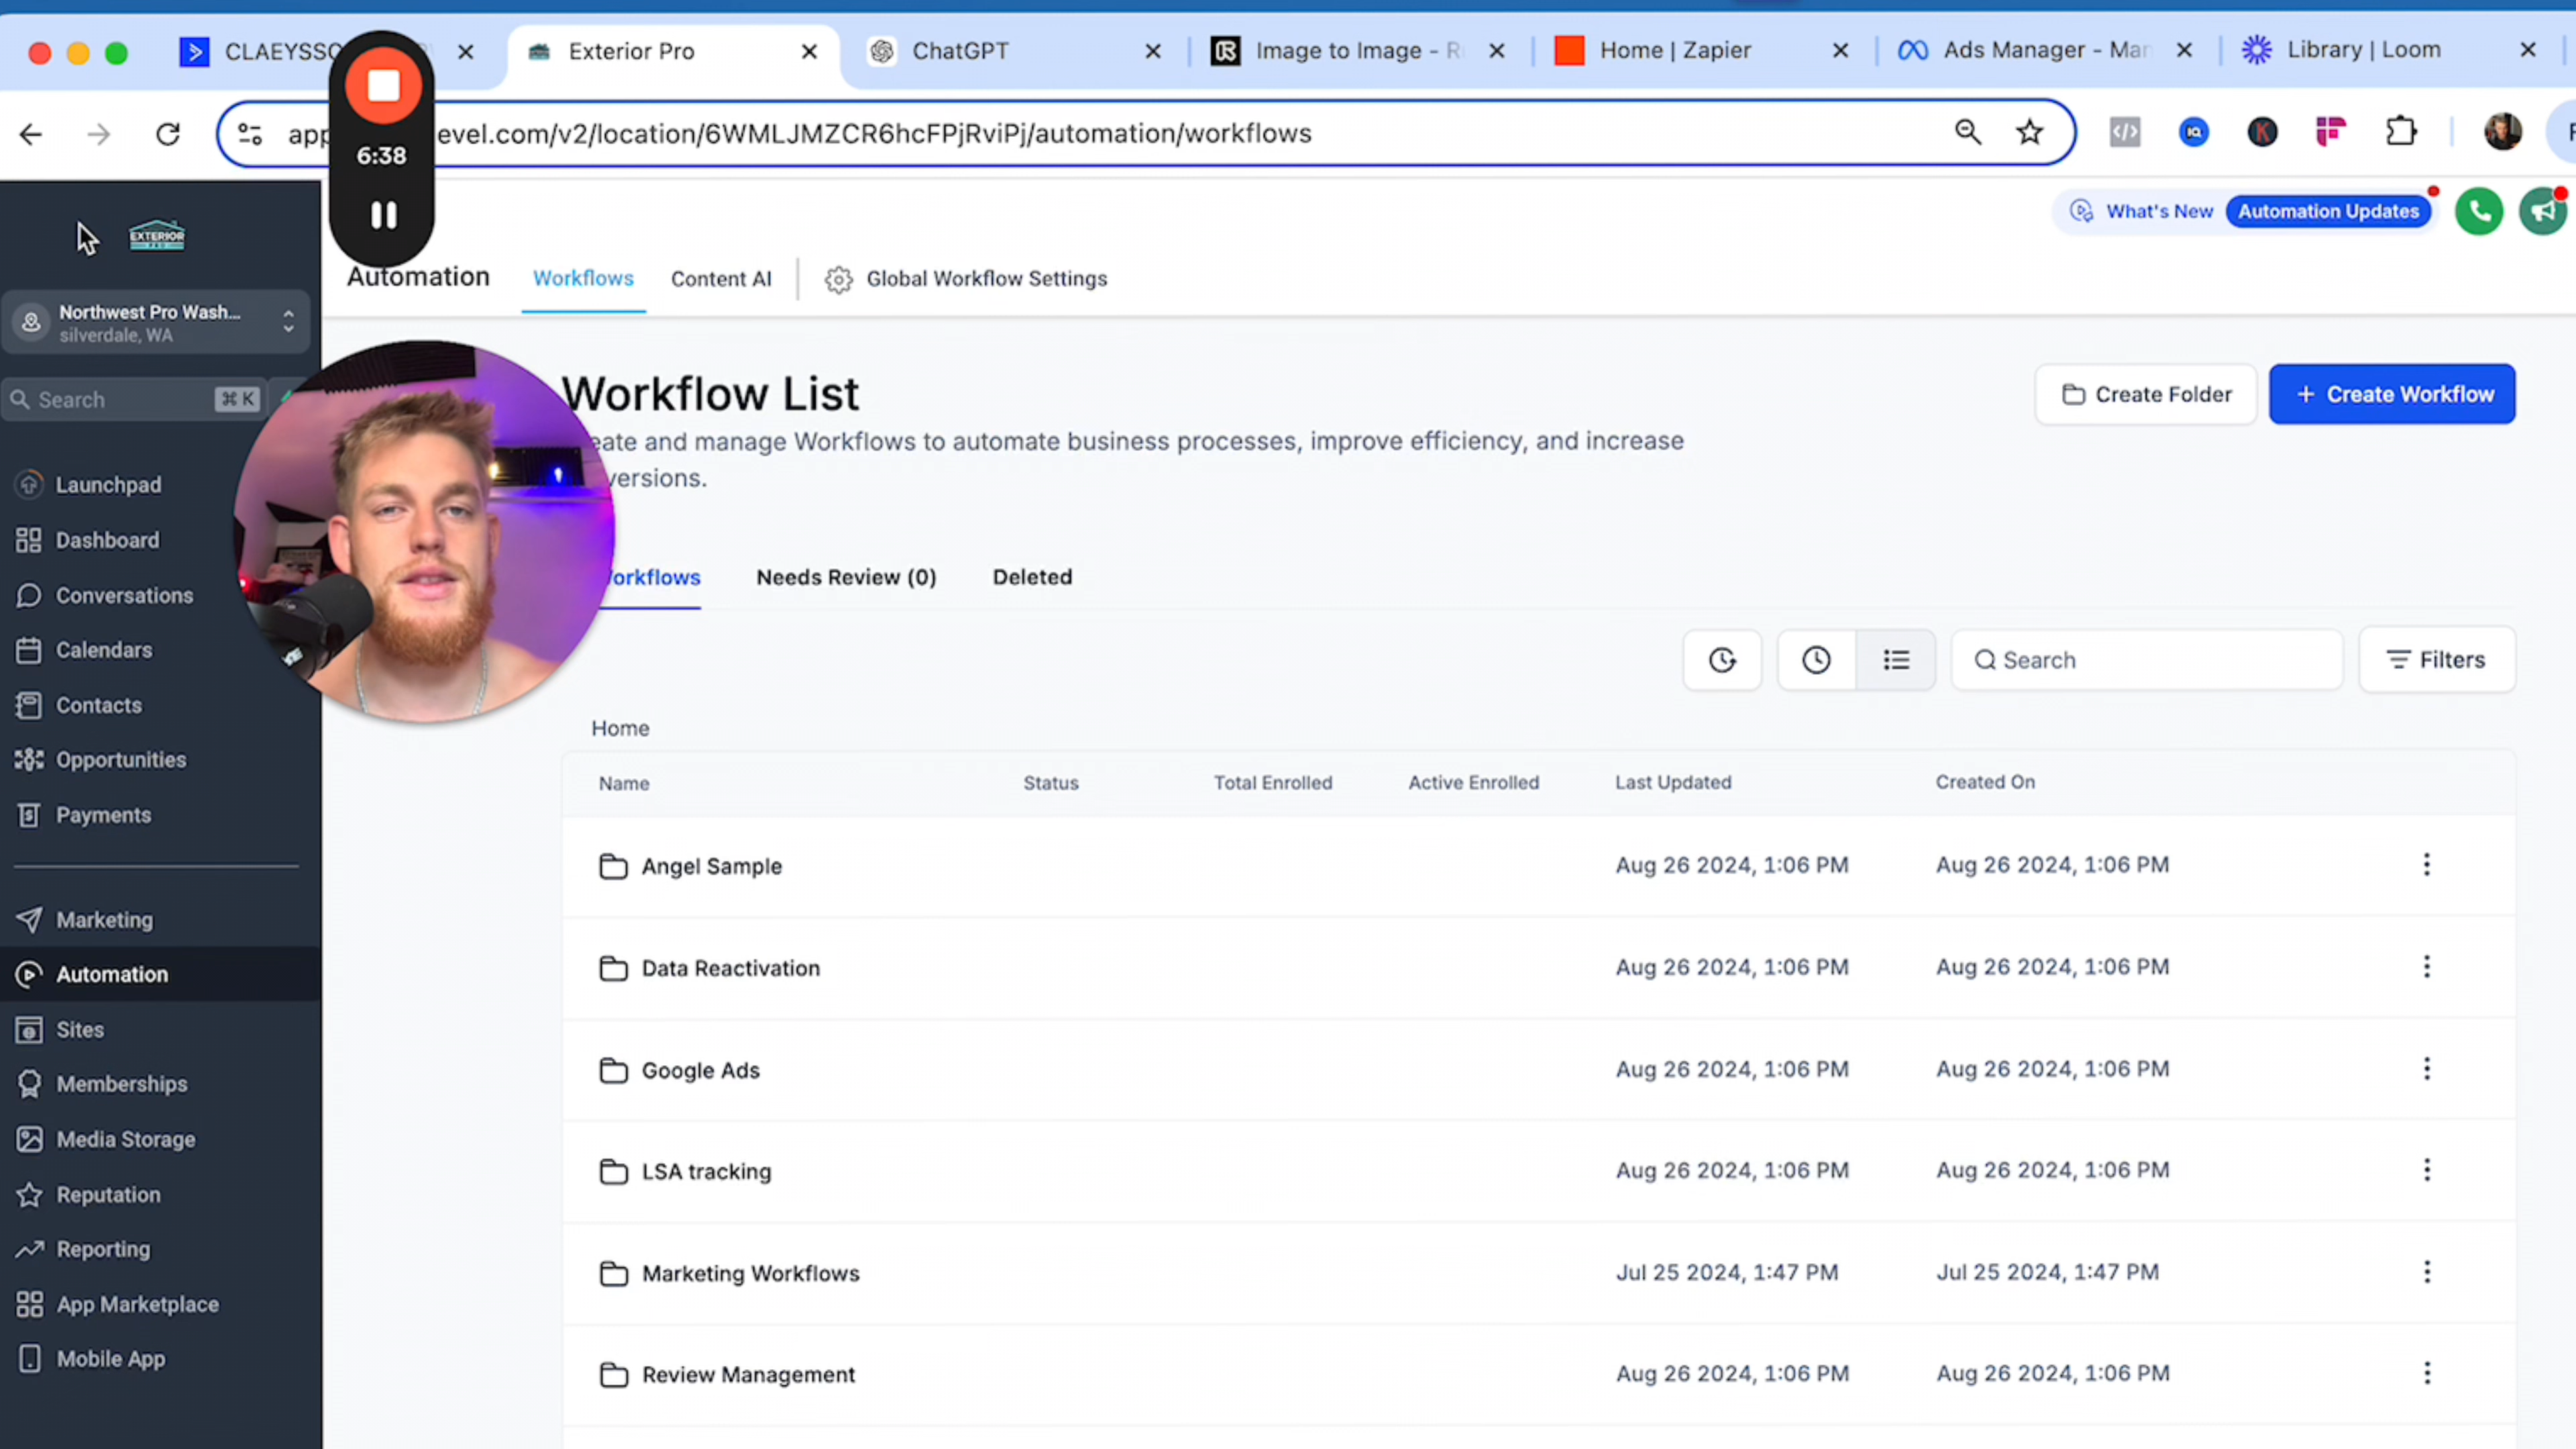 CLAEYSSO
Exterior Pro
ChatGPT
Image to Image - R
Home | Zapier
Ads Manager - Man
Library | Loom
app
evel.com/v2/location/6WMLJMZCR6hcFPjRviPj/automation/workflows
6:38
What's New
Automation Updates
EXTERIOR
PRO
Automation
Workflows
Content AI
Global Workflow Settings
Northwest Pro Wash...
silverdale, WA
Search
⌘ K
Launchpad
Dashboard
Conversations
Calendars
Contacts
Opportunities
Payments
Marketing
Automation
Sites
Memberships
Media Storage
Reputation
Reporting
App Marketplace
Mobile App
Workflow List
eate and manage Workflows to automate business processes, improve efficiency, and increase
versions.
Create Folder
+ Create Workflow
orkflows
Needs Review (0)
Deleted
Search
Filters
Home
Name Status Total Enrolled Active Enrolled Last Updated Created On
Angel Sample Aug 26 2024, 1:06 PM Aug 26 2024, 1:06 PM
Data Reactivation Aug 26 2024, 1:06 PM Aug 26 2024, 1:06 PM
Google Ads Aug 26 2024, 1:06 PM Aug 26 2024, 1:06 PM
LSA tracking Aug 26 2024, 1:06 PM Aug 26 2024, 1:06 PM
Marketing Workflows Jul 25 2024, 1:47 PM Jul 25 2024, 1:47 PM
Review Management Aug 26 2024, 1:06 PM Aug 26 2024, 1:06 PM